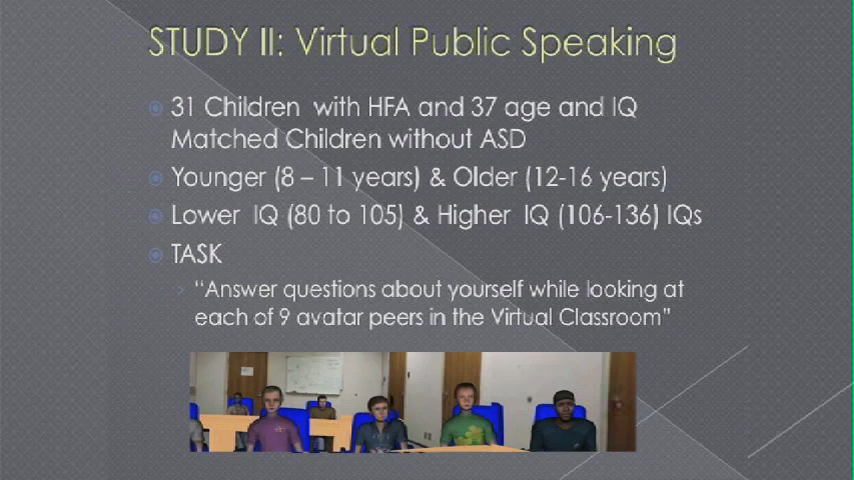 STUDY II: Virtual Public Speaking
31 Children with HFA and 37 age and IQ
Matched Children without ASD
Younger (8 – 11 years) & Older (12-16 years)
Lower IQ (80 to 105) & Higher IQ (106-136) IQs
TASK
“Answer questions about yourself while looking at
each of 9 avatar peers in the Virtual Classroom”